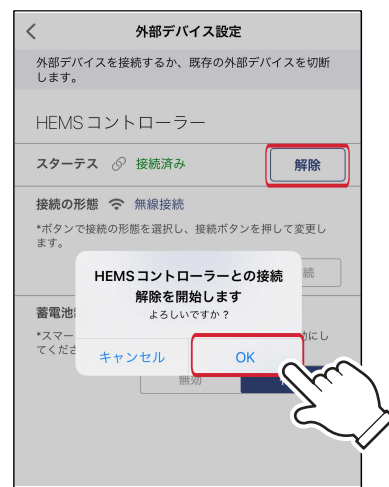 外部デバイス設定
外部デバイスを接続するか、既存の外部デバイスを切断
します。
HEMSコントローラー
スターテス 接続済み 解除
接続の形態 無線接続
*ボタンで接続の形態を選択し、接続ボタンを押して変更し
ます。
続
HEMSコントローラーとの接続
解除を開始します
よろしいですか？
蓄電池
*スマー
効にし
てくださ
キャンセル OK
無効